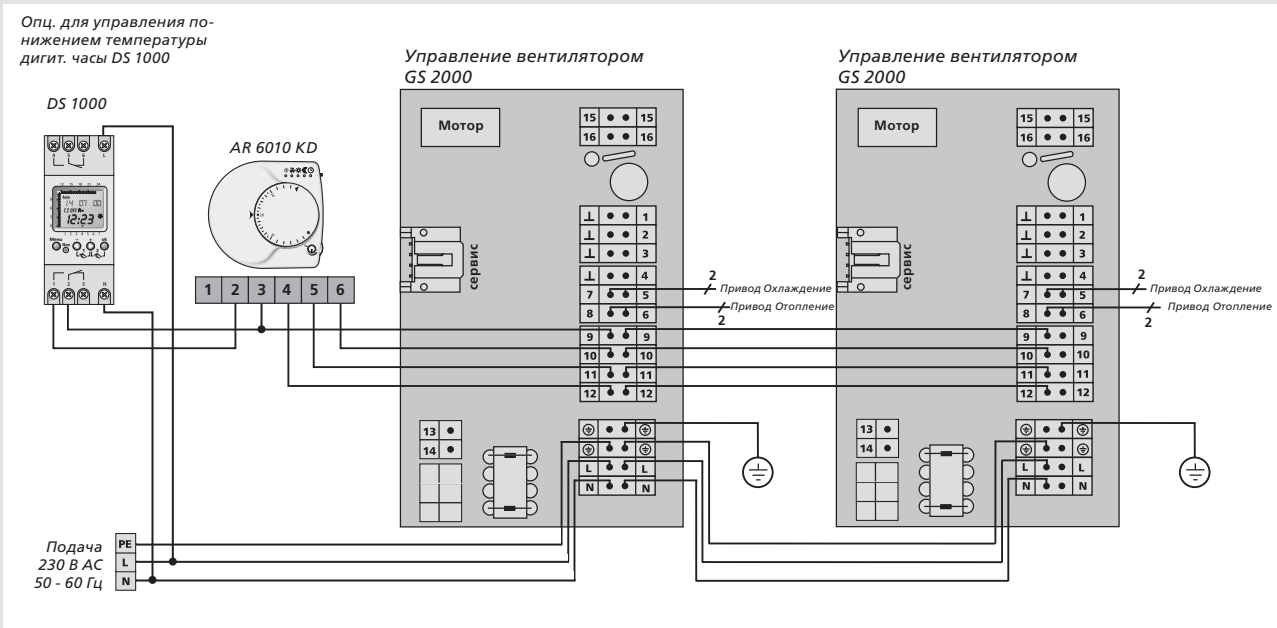 Опц. для управления по-
нижением температуры
дигит. часы DS 1000
DS 1000
AR 6010 KD
1 2 3 4 5 6
12:23
Управление вентилятором
GS 2000
Мотор
сервис
15 15
16 16
⊥ 1
⊥ 2
⊥ 3
⊥ 4
7 5
8 6
9 9
10 10
11 11
12 12
13
14
L L
N N
2
Привод Охлаждение
Привод Отопление
2
Управление вентилятором
GS 2000
Мотор
сервис
15 15
16 16
⊥ 1
⊥ 2
⊥ 3
⊥ 4
7 5
8 6
9 9
10 10
11 11
12 12
13
14
L L
N N
2
Привод Охлаждение
Привод Отопление
2
Подача
230 В АС
50 - 60 Гц
PE
L
N